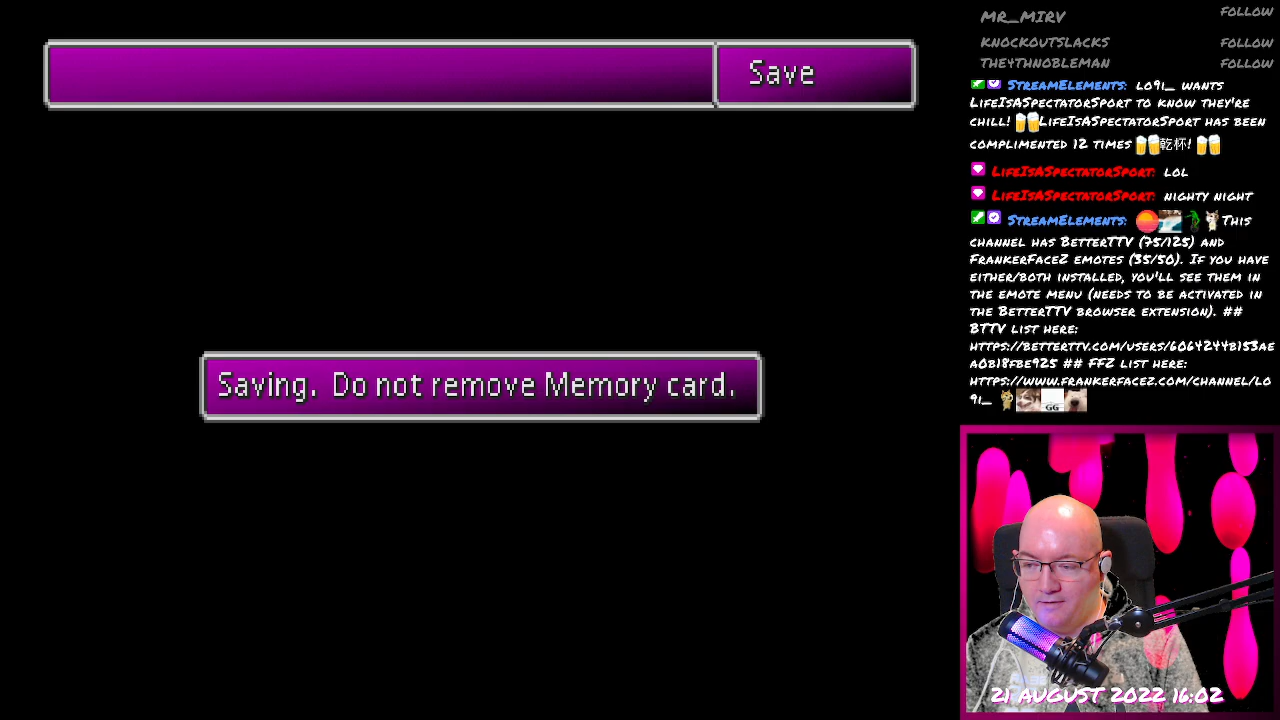 Save
Saving. Do not remove Memory card.
MR_MIRV FOLLOW
KNOCKOUTSLACKS FOLLOW
THE4THNOBLEMAN FOLLOW
StreamElements: lo9i_ wants
LifeIsASpectatorSport to know they're
chill! LifeIsASpectatorSport has been
complimented 12 times 乾杯!
LifeIsASpectatorSport: lol
LifeIsASpectatorSport: nighty night
StreamElements: This
channel has BetterTTV (75/125) and
FrankerFaceZ emotes (35/50). If you have
either/both installed, you'll see them in
the emote menu (needs to be activated in
the BetterTTV browser extension). ##
BTTV list here:
https://betterttv.com/users/6064244b153ae
a0b18fbe925 ## FFZ list here:
https://www.frankerfacez.com/channel/lo
9i_
GG
21 AUGUST 2022 16:02